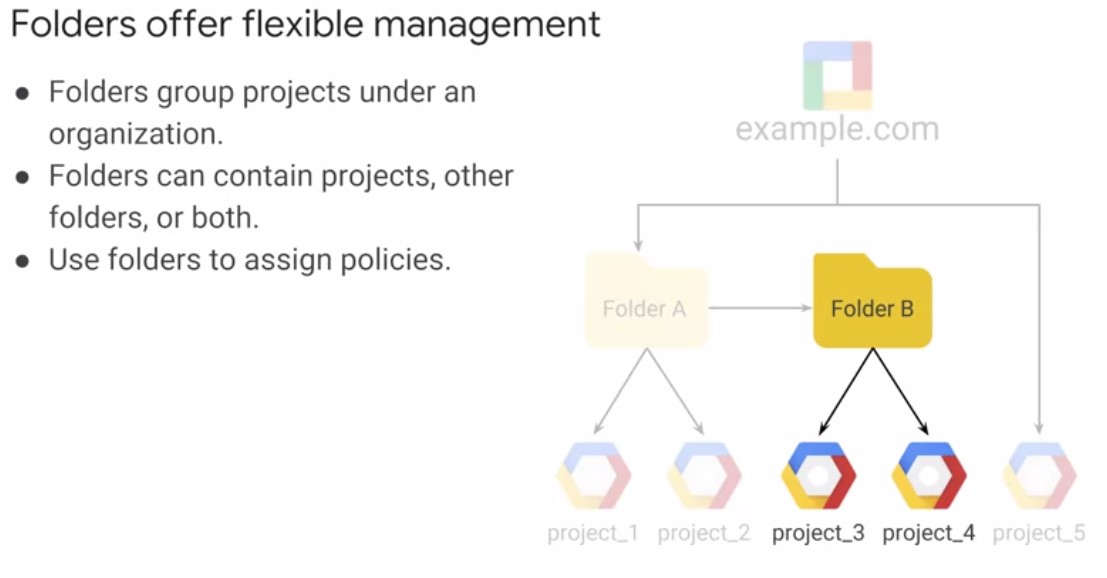 Folders offer flexible management
● Folders group projects under an
organization.
● Folders can contain projects, other
folders, or both.
● Use folders to assign policies.
example.com
Folder A
Folder B
project_1
project_2
project_3
project_4
project_5